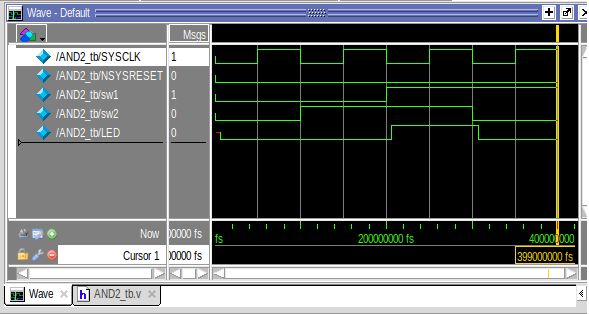 Wave - Default
Msgs
/AND2_tb/SYSCLK 1
/AND2_tb/NSYSRESET 0
/AND2_tb/sw1 1
/AND2_tb/sw2 0
/AND2_tb/LED 0
Now 00000 fs fs 200000000 fs 400000000
Cursor 1 00000 fs 399000000 fs
Wave AND2_tb.v